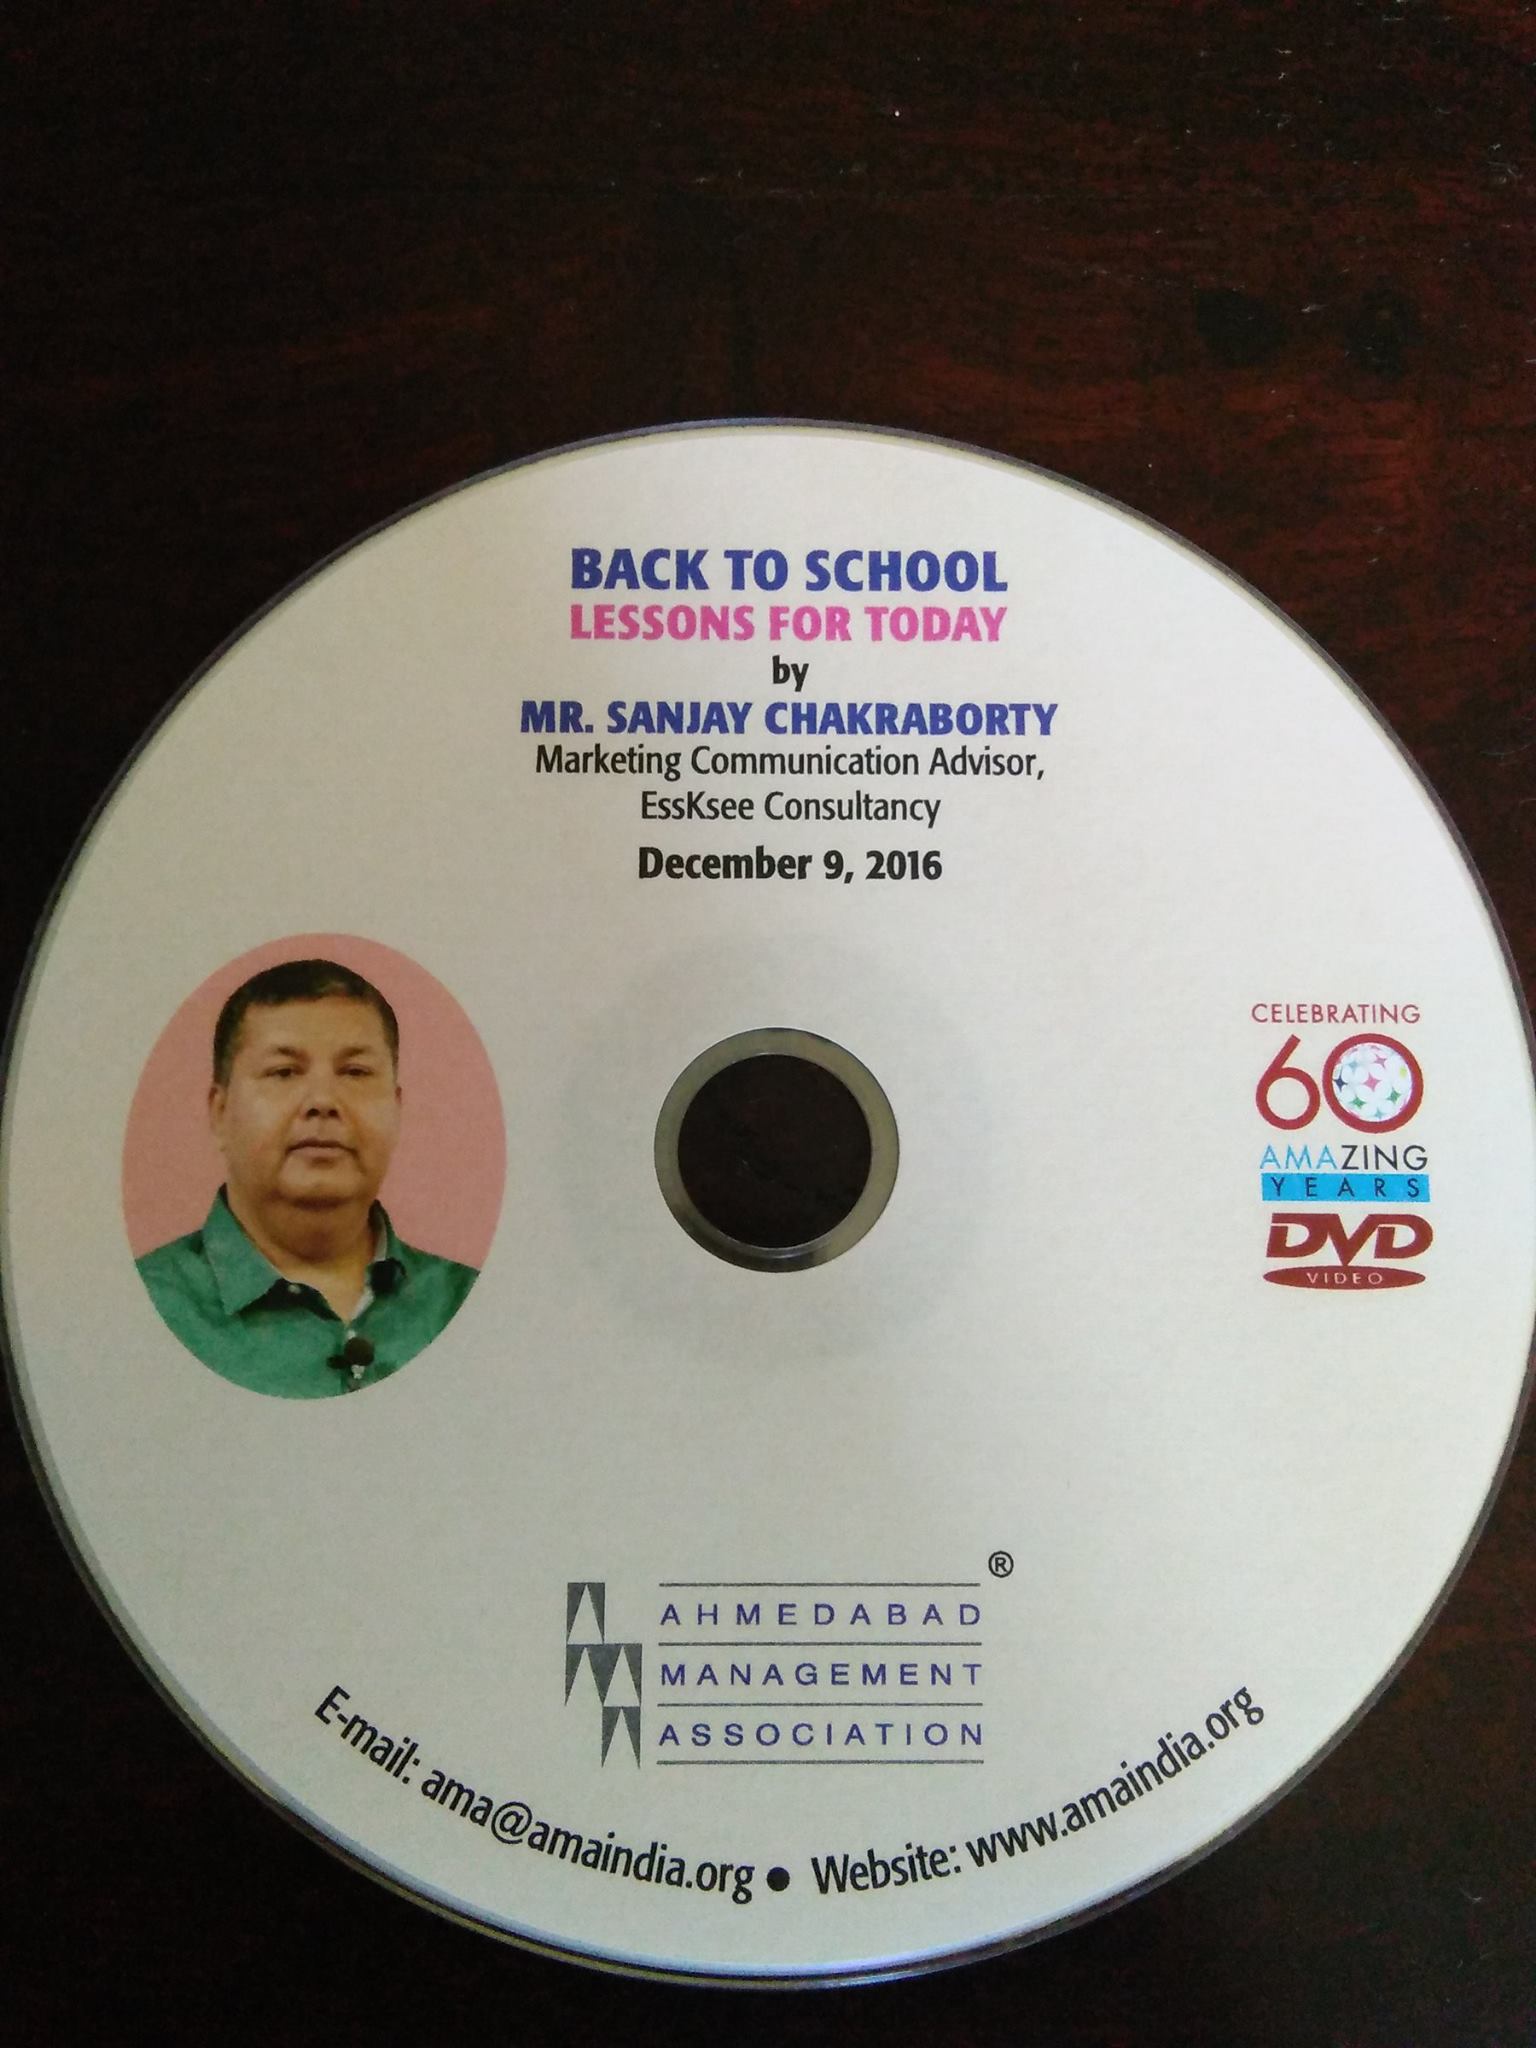 BACK TO SCHOOL
LESSONS FOR TODAY
by
MR. SANJAY CHAKRABORTY
Marketing Communication Advisor,
EssKsee Consultancy
December 9, 2016
CELEBRATING
60
AMAZING
YEARS
DVD
VIDEO
®
AHMEDABAD
MANAGEMENT
ASSOCIATION
E-mail: ama@amaindia.org ● Website: www.amaindia.org